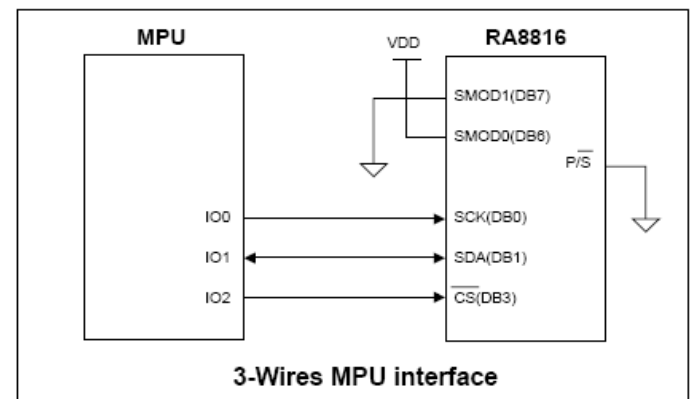 MPU
VDD
RA8816
SMOD1(DB7)
SMOD0(DB6)
P/S̅
IO0
SCK(DB0)
IO1
SDA(DB1)
IO2
C̅S̅(DB3)
3-Wires MPU interface